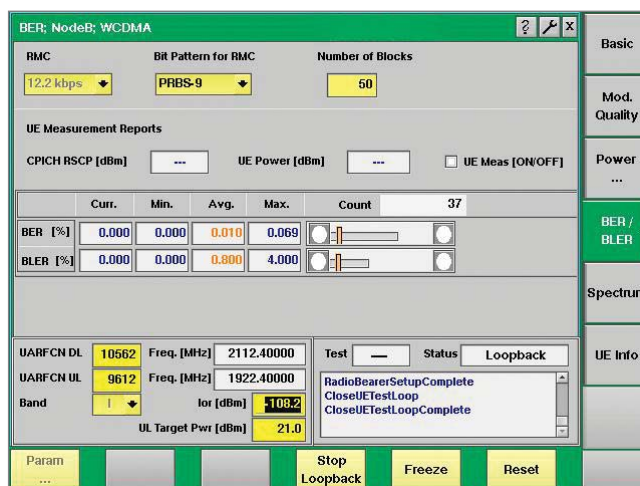 BER; NodeB; WCDMA ? X
Basic
RMC Bit Pattern for RMC Number of Blocks
12.2 kbps PRBS-9 50
Mod.
Quality
UE Measurement Reports
CPICH RSCP [dBm] --- UE Power [dBm] --- UE Meas [ON/OFF]
Power
...
Curr. Min. Avg. Max. Count 37
BER [%] 0.000 0.000 0.010 0.069
BLER [%] 0.000 0.000 0.800 4.000
BER /
BLER
Spectrum
UARFCN DL 10562 Freq. [MHz] 2112.40000
UARFCN UL 9612 Freq. [MHz] 1922.40000
Band I Ior [dBm] -108.2
UL Target Pwr [dBm] 21.0
Test — Status Loopback
RadioBearerSetupComplete
CloseUETestLoop
CloseUETestLoopComplete
UE Info
Param
...
Stop
Loopback
Freeze
Reset